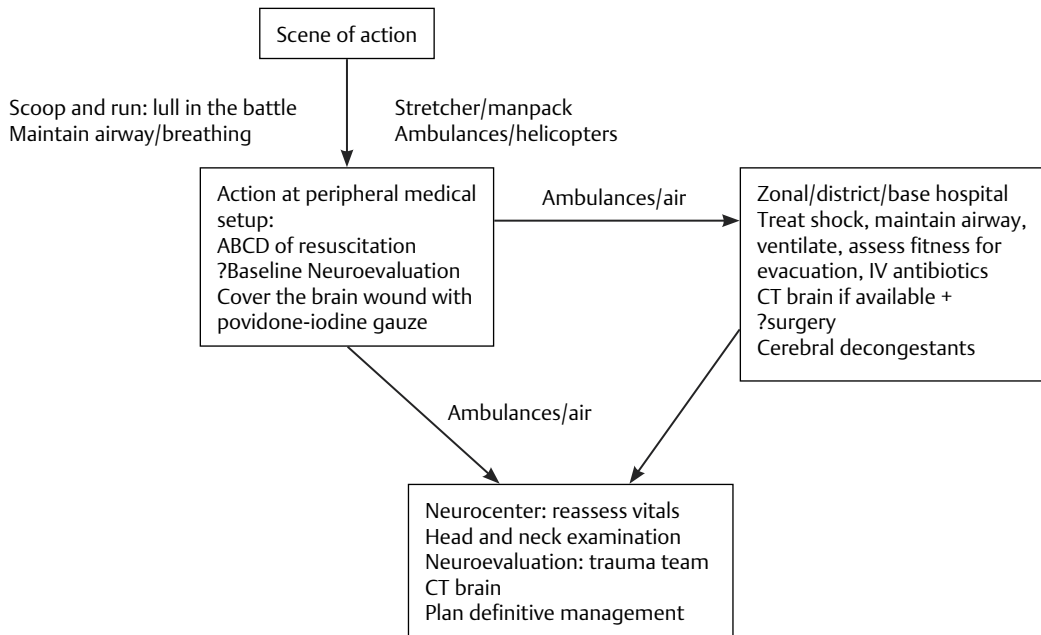 Scene of action
Scoop and run: lull in the battle
Maintain airway/breathing
Stretcher/manpack
Ambulances/helicopters
Action at peripheral medical
setup:
ABCD of resuscitation
?Baseline Neuroevaluation
Cover the brain wound with
povidone-iodine gauze
Ambulances/air
Zonal/district/base hospital
Treat shock, maintain airway,
ventilate, assess fitness for
evacuation, IV antibiotics
CT brain if available +
?surgery
Cerebral decongestants
Ambulances/air
Neurocenter: reassess vitals
Head and neck examination
Neuroevaluation: trauma team
CT brain
Plan definitive management